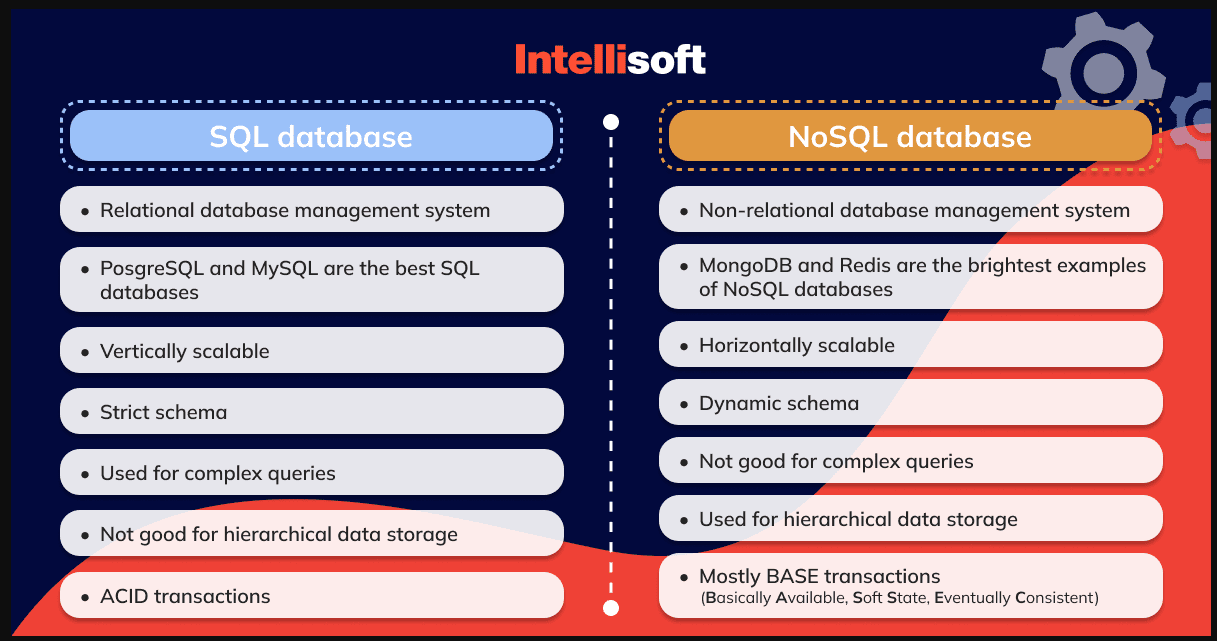 Intellisoft
SQL database
• Relational database management system
• PosgreSQL and MySQL are the best SQL
databases
• Vertically scalable
• Strict schema
• Used for complex queries
• Not good for hierarchical data storage
• ACID transactions
NoSQL database
• Non-relational database management system
• MongoDB and Redis are the brightest examples
of NoSQL databases
• Horizontally scalable
• Dynamic schema
• Not good for complex queries
• Used for hierarchical data storage
• Mostly BASE transactions
(Basically Available, Soft State, Eventually Consistent)